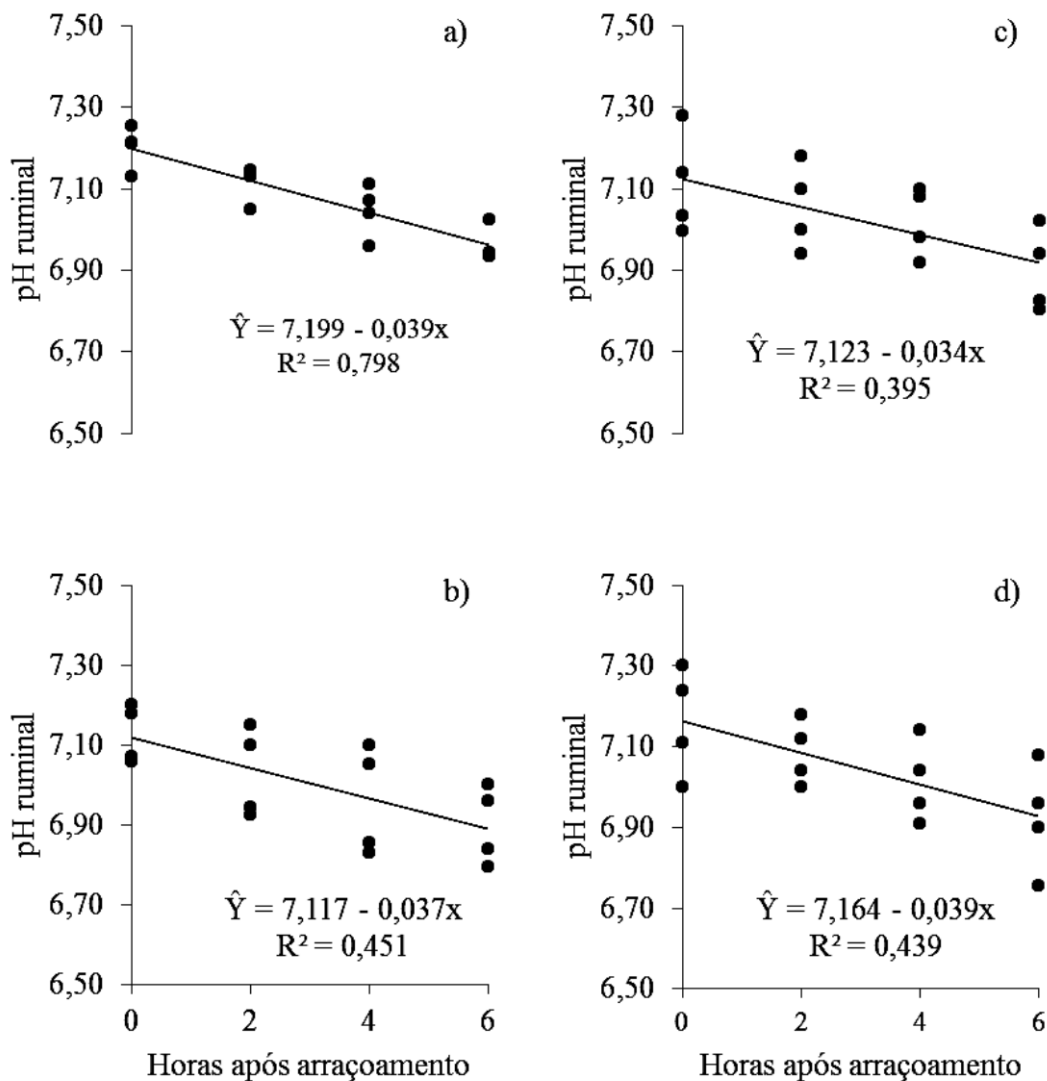 a)
7,50
7,30
7,10
6,90
6,70
6,50
pH ruminal
Ŷ = 7,199 - 0,039x
R² = 0,798
c)
7,50
7,30
7,10
6,90
6,70
6,50
pH ruminal
Ŷ = 7,123 - 0,034x
R² = 0,395
b)
7,50
7,30
7,10
6,90
6,70
6,50
pH ruminal
Ŷ = 7,117 - 0,037x
R² = 0,451
0 2 4 6
Horas após arraçoamento
d)
7,50
7,30
7,10
6,90
6,70
6,50
pH ruminal
Ŷ = 7,164 - 0,039x
R² = 0,439
0 2 4 6
Horas após arraçoamento